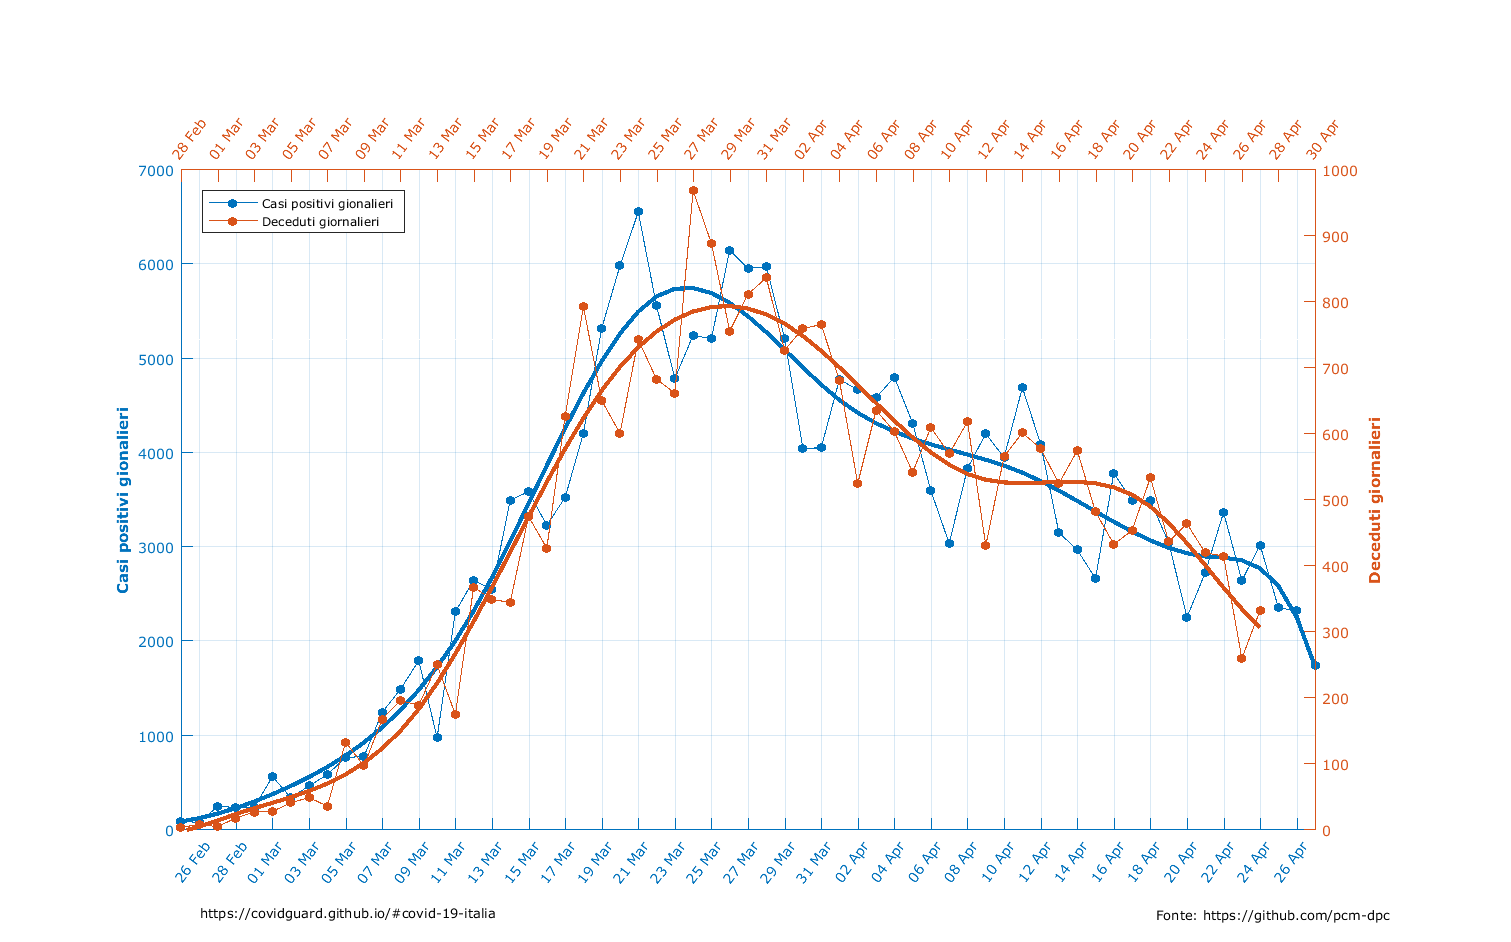 28 Feb 01 Mar 03 Mar 05 Mar 07 Mar 09 Mar 11 Mar 13 Mar 15 Mar 17 Mar 19 Mar 21 Mar 23 Mar 25 Mar 27 Mar 29 Mar 31 Mar 02 Apr 04 Apr 06 Apr 08 Apr 10 Apr 12 Apr 14 Apr 16 Apr 18 Apr 20 Apr 22 Apr 24 Apr 26 Apr 28 Apr 30 Apr
Casi positivi gionalieri
Deceduti giornalieri
7000
6000
5000
4000
3000
2000
1000
0
Casi positivi gionalieri
1000
900
800
700
600
500
400
300
200
100
0
Deceduti giornalieri
26 Feb 28 Feb 01 Mar 03 Mar 05 Mar 07 Mar 09 Mar 11 Mar 13 Mar 15 Mar 17 Mar 19 Mar 21 Mar 23 Mar 25 Mar 27 Mar 29 Mar 31 Mar 02 Apr 04 Apr 06 Apr 08 Apr 10 Apr 12 Apr 14 Apr 16 Apr 18 Apr 20 Apr 22 Apr 24 Apr 26 Apr
https://covidguard.github.io/#covid-19-italia
Fonte: https://github.com/pcm-dpc